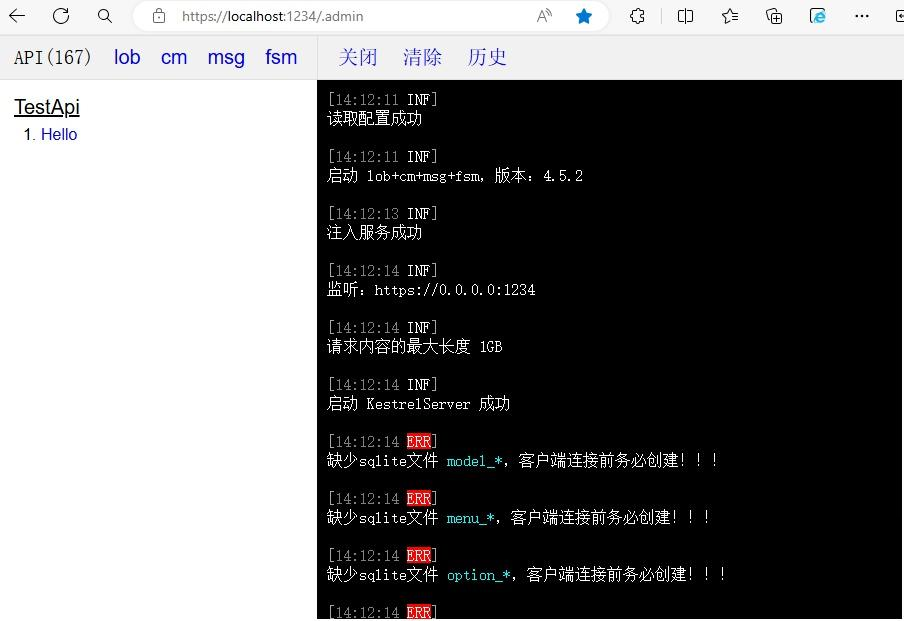 https://localhost:1234/.admin
API(167) lob cm msg fsm 关闭 清除 历史
TestApi
1. Hello
[14:12:11 INF]
读取配置成功
[14:12:11 INF]
启动 lob+cm+msg+fsm，版本：4.5.2
[14:12:13 INF]
注入服务成功
[14:12:14 INF]
监听：https://0.0.0.0:1234
[14:12:14 INF]
请求内容的最大长度 1GB
[14:12:14 INF]
启动 KestrelServer 成功
[14:12:14 ERR]
缺少sqlite文件 model_*，客户端连接前务必创建！！！
[14:12:14 ERR]
缺少sqlite文件 menu_*，客户端连接前务必创建！！！
[14:12:14 ERR]
缺少sqlite文件 option_*，客户端连接前务必创建！！！
[14:12:14 ERR]